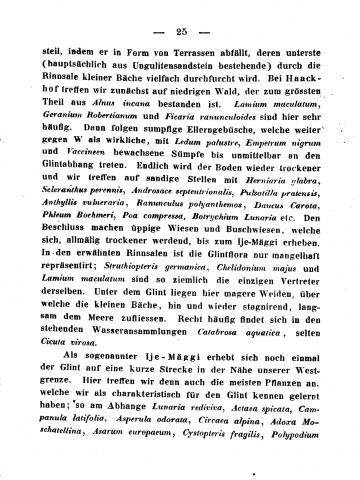 — 25 —
steil, indem er in Form von Terrassen abfällt, deren unterste
(hauptsächlich aus Ungulitensandstein bestehende) durch die
Rinnsale kleiner Bäche vielfach durchfurcht wird. Bei Haack-
hof treffen wir zunächst auf niedrigen Wald, der zum grössten
Theil aus Alnus incana bestanden ist. Lamium maculatum,
Geranium Robertianum und Ficaria ranunculoides sind hier sehr
häufig. Dann folgen sumpfige Ellerngebüsche, welche weiter
gegen W als wirkliche, mit Ledum palustre, Empetrum nigrum
und Vaccineen bewachsene Sümpfe bis unmittelbar an den
Glintabhang treten. Endlich wird der Boden wieder trockener
und wir treffen auf sandige Stellen mit Herniaria glabra,
Scleranthus perennis, Androsace septentrionalis, Pulsatilla pratensis,
Anthyllis vulneraria, Ranunculus polyanthemos, Daucus Carota,
Phleum Boehmeri, Poa compressa, Botrychium Lunaria etc. Den
Beschluss machen üppige Wiesen und Buschwiesen, welche
sich, allmälig trockener werdend, bis zum Ije-Mäggi erheben.
In den erwähnten Rinnsalen ist die Glintflora nur mangelhaft
repräsentirt; Struthiopteris germanica, Chelidonium majus und
Lamium maculatum sind so ziemlich die einzigen Vertreter
derselben. Unter dem Glint liegen hier magere Weiden, über
welche die kleinen Bäche, hin und wieder stagnirend, lang-
sam dem Meere zufliessen. Recht häufig findet sich in den
stehenden Wasseransammlungen Catabrosa aquatica, selten
Cicuta virosa.
Als sogenannter Ije-Mäggi erhebt sich noch einmal
der Glint auf eine kurze Strecke in der Nähe unserer West-
grenze. Hier treffen wir denn auch die meisten Pflanzen an,
welche wir als charakteristisch für den Glint kennen gelernt
haben; so am Abhange Lunaria rediviva, Actaea spicata, Cam-
panula latifolia, Asperula odorata, Circaea alpina, Adoxa Mo-
schatellina, Asarum europaeum, Cystopteris fragilis, Polypodium